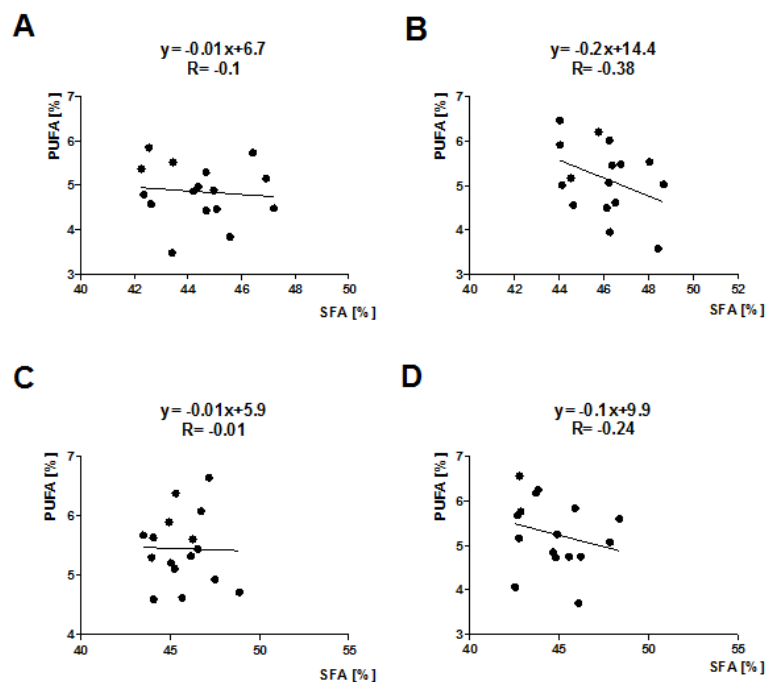 A
y= -0.01x+6.7
R= -0.1
PUFA [%]
7
6
5
4
3
40 42 44 46 48 50
SFA [%]
B
y= -0.2x+14.4
R= -0.38
PUFA [%]
7
6
5
4
3
40 42 44 46 48 50 52
SFA [%]
C
y= -0.01x+5.9
R= -0.01
PUFA [%]
7
6
5
4
40 45 50 55
SFA [%]
D
y= -0.1x+9.9
R= -0.24
PUFA [%]
7
6
5
4
3
40 45 50 55
SFA [%]